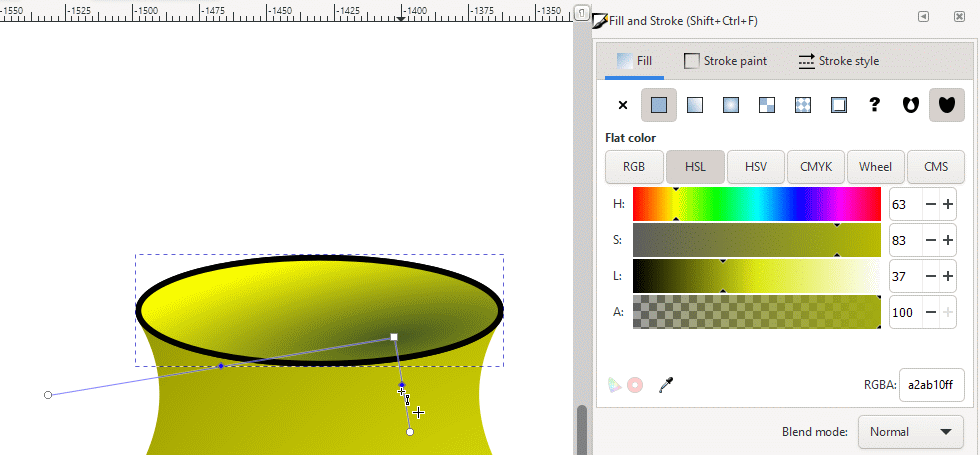 -1550 -1525 -1500 -1475 -1450 -1425 -1400 -1375 -1350
Fill and Stroke (Shift+Ctrl+F)
Fill Stroke paint Stroke style
?
Flat color
RGB HSL HSV CMYK Wheel CMS
H: 63
S: 83
L: 37
A: 100
RGBA: a2ab10ff
Blend mode: Normal